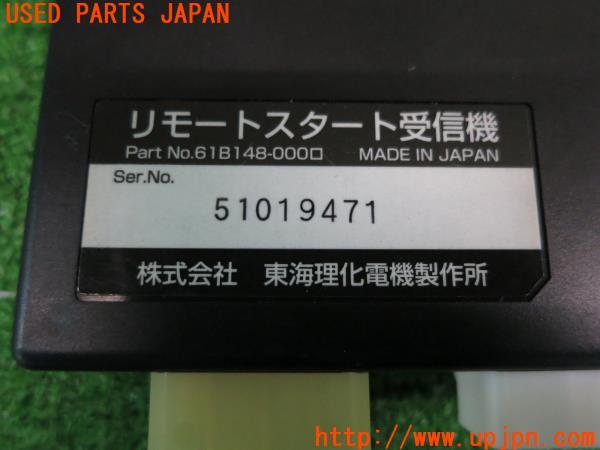 USED PARTS JAPAN
リモートスタート受信機
Part No.61B148-000□ MADE IN JAPAN
Ser.No.
51019471
株式会社 東海理化電機製作所
http://www.upjpn.com